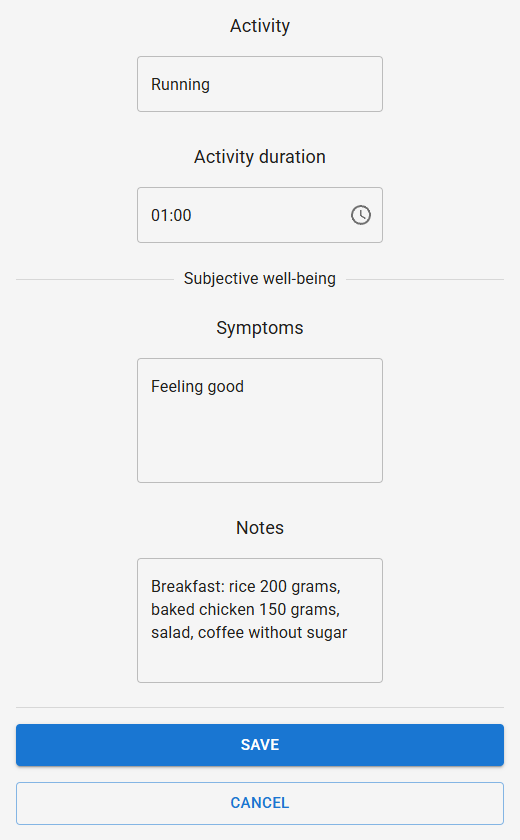 Activity
Running
Activity duration
01:00
Subjective well-being
Symptoms
Feeling good
Notes
Breakfast: rice 200 grams,
baked chicken 150 grams,
salad, coffee without sugar
SAVE
CANCEL